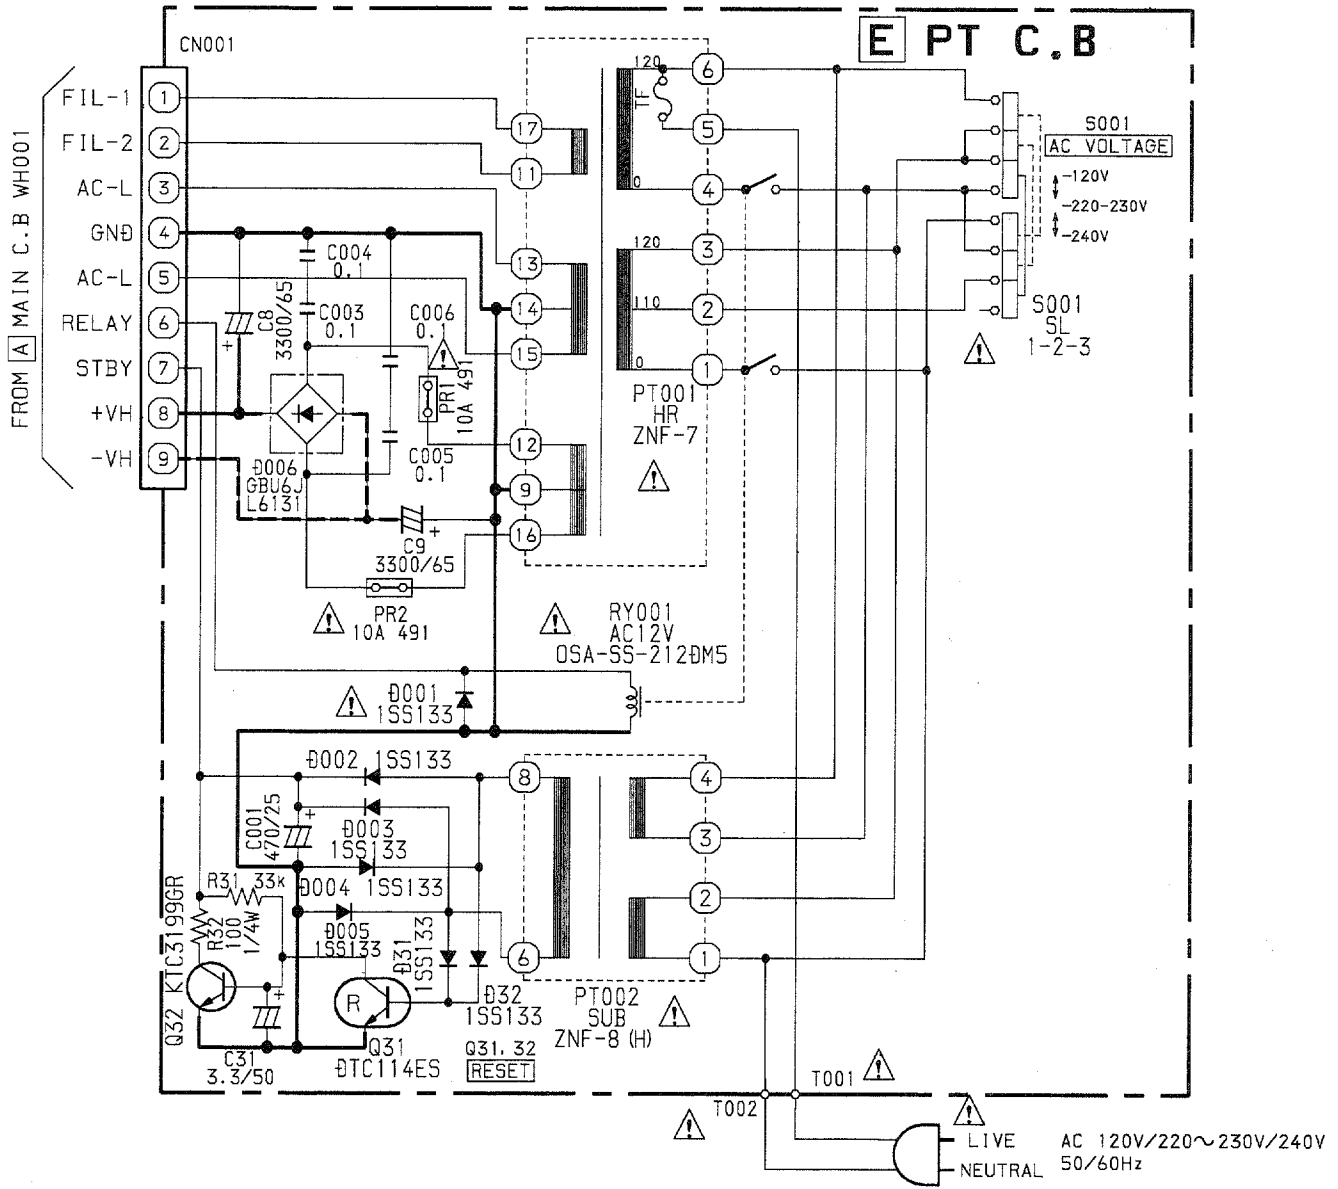 E PT C.B
CN001
FROM A MAIN C.B WH001
FIL-1 1
FIL-2 2
AC-L 3
GND 4
AC-L 5
RELAY 6
STBY 7
+VH 8
-VH 9
C8
3300/65
+
C004
0.1
C003
0.1
C006
0.1
PR1
10A 491
C005
0.1
D006
GBU6J
L6131
C9
3300/65
+
PR2
10A 491
17
11
13
14
15
12
9
16
120
TF
0
120
110
0
6
5
4
3
2
1
PT001
HR
ZNF-7
S001
AC VOLTAGE
-120V
-220-230V
-240V
S001
SL
1-2-3
RY001
AC12V
OSA-SS-212DM5
D001
1SS133
D002 1SS133
D003
1SS133
1SS133
D004
D005
1SS133
C001
470/25
+
R31 33k
R32
100
1/4W
Q32 KTC3199GR
C31
3.3/50
+
D31
1SS133
D32
1SS133
R
Q31
DTC114ES
Q31, 32
RESET
8
6
4
3
2
1
PT002
SUB
ZNF-8 (H)
T001
T002
LIVE
NEUTRAL
AC 120V/220~230V/240V
50/60Hz